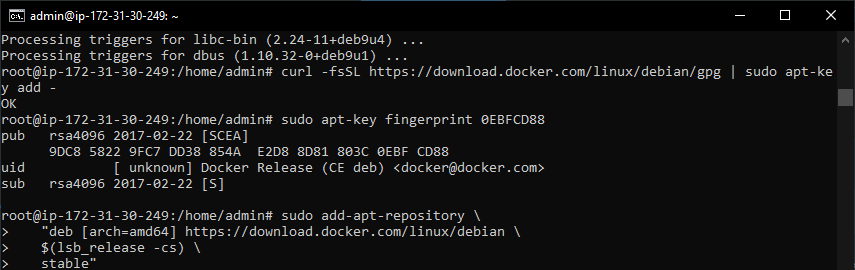 admin@ip-172-31-30-249: ~
Processing triggers for libc-bin (2.24-11+deb9u4) ...
Processing triggers for dbus (1.10.32-0+deb9u1) ...
root@ip-172-31-30-249:/home/admin# curl -fsSL https://download.docker.com/linux/debian/gpg | sudo apt-ke
y add -
OK
root@ip-172-31-30-249:/home/admin# sudo apt-key fingerprint 0EBFCD88
pub   rsa4096 2017-02-22 [SCEA]
      9DC8 5822 9FC7 DD38 854A  E2D8 8D81 803C 0EBF CD88
uid           [ unknown] Docker Release (CE deb) <docker@docker.com>
sub   rsa4096 2017-02-22 [S]
root@ip-172-31-30-249:/home/admin# sudo add-apt-repository \
>    "deb [arch=amd64] https://download.docker.com/linux/debian \
>    $(lsb_release -cs) \
>    stable"